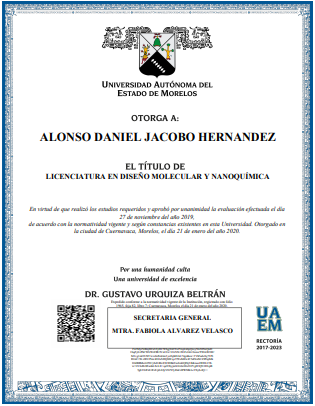 UNIVERSIDAD AUTÓNOMA DEL
ESTADO DE MORELOS
OTORGA A:
ALONSO DANIEL JACOBO HERNANDEZ
EL TÍTULO DE
LICENCIATURA EN DISEÑO MOLECULAR Y NANOQUÍMICA
En virtud de que realizó los estudios requeridos y aprobó por unanimidad la evaluación efectuada el día
27 de noviembre del año 2019,
de acuerdo con la normatividad vigente y según constancias existentes en esta Universidad. Otorgado en
la ciudad de Cuernavaca, Morelos, el día 21 de enero del año 2020.
Por una humanidad culta
Una universidad de excelencia
DR. GUSTAVO URQUIZA BELTRÁN
SECRETARIA GENERAL
MTRA. FABIOLA ALVAREZ VELASCO
UA
EM
RECTORÍA
2017-2023